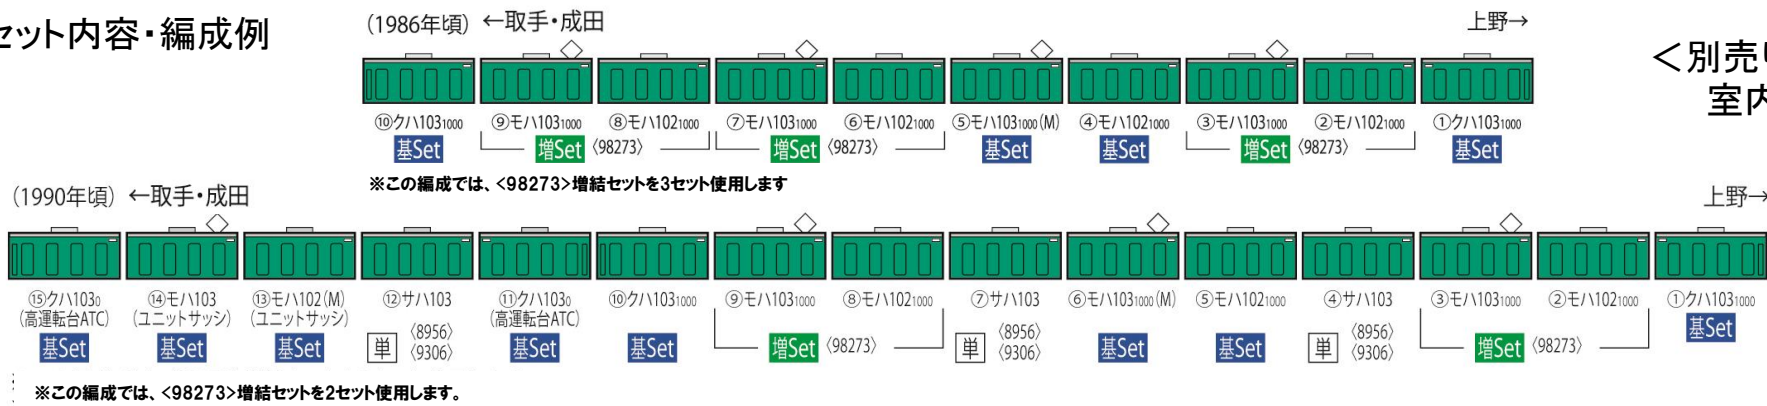 セット内容・編成例
(1986年頃) ←取手・成田
上野→
<別売り
室内
⑩クハ1031000 ⑨モハ1031000 ⑧モハ1021000 ⑦モハ1031000 ⑥モハ1021000 ⑤モハ1031000(M) ④モハ1021000 ③モハ1031000 ②モハ1021000 ①クハ1031000
基Set 増Set 〈98273〉 増Set 〈98273〉 基Set 基Set 増Set 〈98273〉 基Set
※この編成では、<98273>増結セットを3セット使用します
(1990年頃) ←取手・成田
上野→
⑮クハ1030 ⑭モハ103 ⑬モハ102(M) ⑫サハ103 ⑪クハ1030 ⑩クハ1031000 ⑨モハ1031000 ⑧モハ1021000 ⑦サハ103 ⑥モハ1031000(M) ⑤モハ1021000 ④サハ103 ③モハ1031000 ②モハ1021000 ①クハ1031000
(高運転台ATC) (ユニットサッシ) (ユニットサッシ) (高運転台ATC)
基Set 基Set 基Set 単 〈8956〉 〈9306〉 基Set 基Set 増Set 〈98273〉 単 〈8956〉 〈9306〉 基Set 基Set 単 〈8956〉 〈9306〉 増Set 〈98273〉 基Set
※この編成では、<98273>増結セットを2セット使用します。